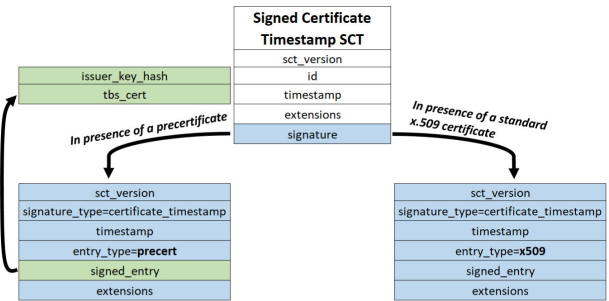 Signed Certificate
Timestamp SCT
sct_version
id
timestamp
extensions
signature
issuer_key_hash
tbs_cert
In presence of a precertificate
In presence of a standard
x.509 certificate
sct_version
signature_type=certificate_timestamp
timestamp
entry_type=precert
signed_entry
extensions
sct_version
signature_type=certificate_timestamp
timestamp
entry_type=x509
signed_entry
extensions